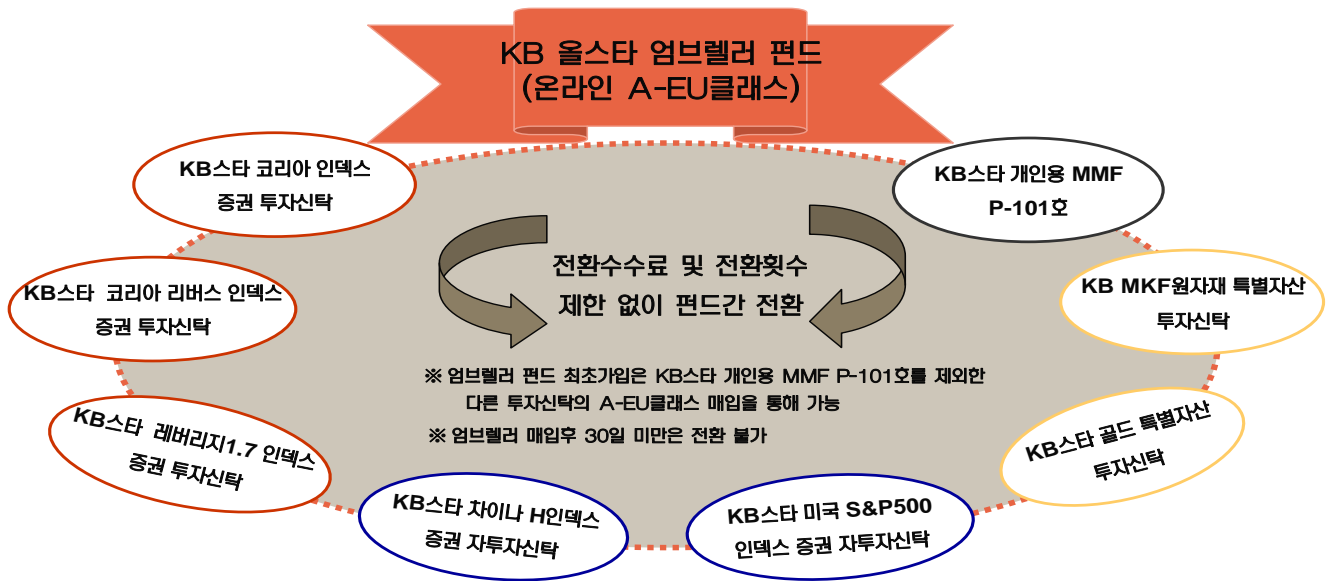 KB 올스타 엄브렐러 펀드
(온라인 A-EU클래스)
KB스타 코리아 인덱스
증권 투자신탁
KB스타 개인용 MMF
P-101호
KB스타 코리아 리버스 인덱스
증권 투자신탁
전환수수료 및 전환횟수
제한 없이 펀드간 전환
KB MKF원자재 특별자산
투자신탁
※ 엄브렐러 펀드 최초가입은 KB스타 개인용 MMF P-101호를 제외한
다른 투자신탁의 A-EU클래스 매입을 통해 가능
※ 엄브렐러 매입후 30일 미만은 전환 불가
KB스타 레버리지1.7 인덱스
증권 투자신탁
KB스타 골드 특별자산
투자신탁
KB스타 차이나 H인덱스
증권 자투자신탁
KB스타 미국 S&P500
인덱스 증권 자투자신탁